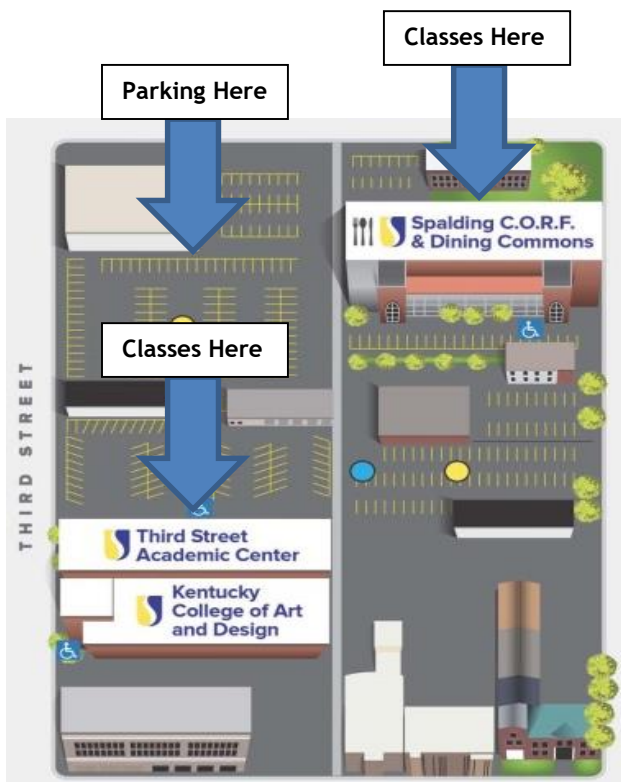 Classes Here
Parking Here
Spalding C.O.R.F.
& Dining Commons
Classes Here
THIRD STREET
Third Street
Academic Center
Kentucky
College of Art
and Design